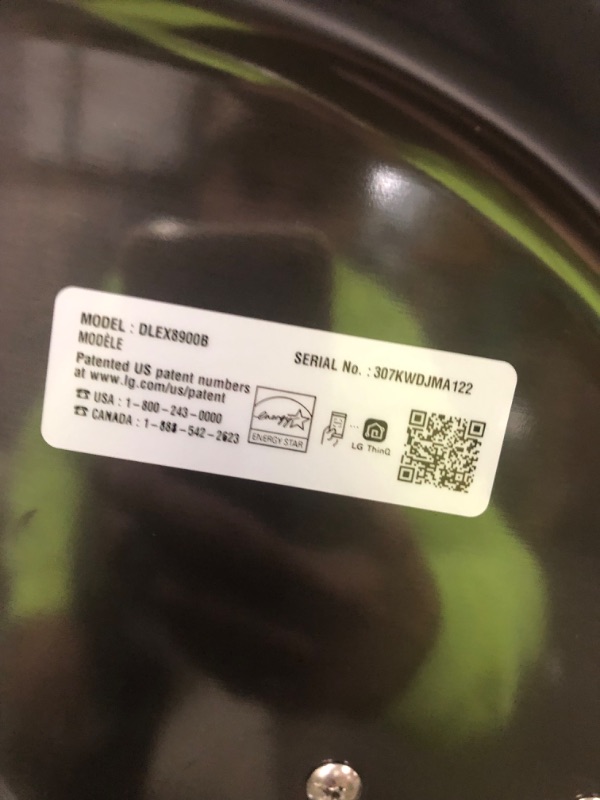 MODEL : DLEX8900B
MODÈLE
SERIAL No. : 307KWDJMA122
Patented US patent numbers
at www.lg.com/us/patent
☎ USA : 1-800-243-0000
☎ CANADA : 1-888-542-2623
energy
ENERGY STAR
LG ThinQ